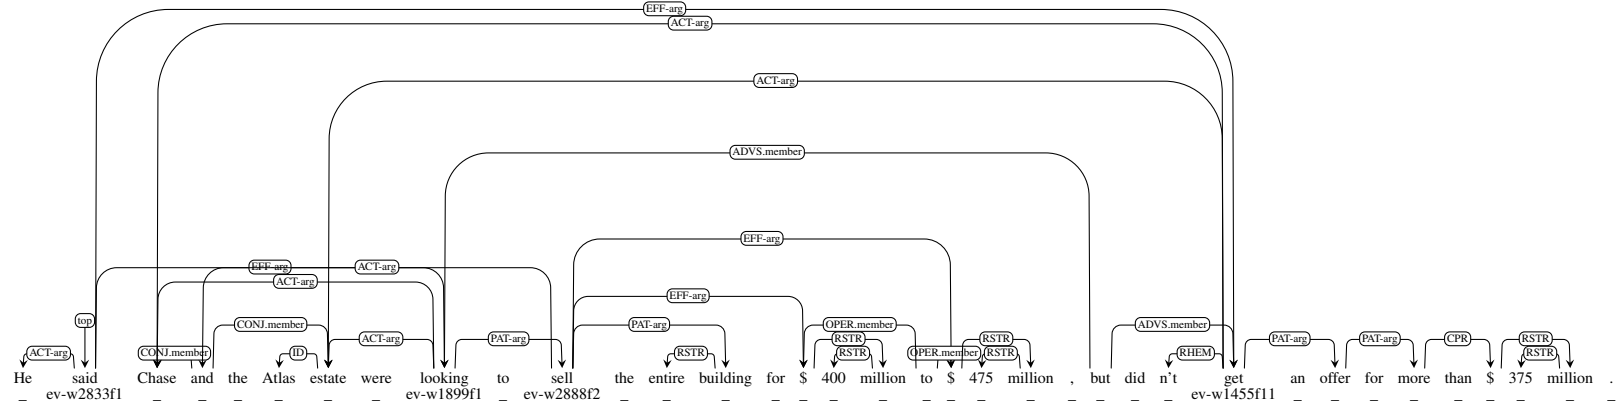 EFF-arg
ACT-arg
ACT-arg
ADVS.member
EFF-arg
EFF-arg ACT-arg
ACT-arg
EFF-arg
top CONJ.member PAT-arg OPER.member ADVS.member
ACT-arg PAT-arg RSTR RSTR PAT-arg PAT-arg CPR RSTR
ACT-arg CONJ.member ID RSTR RSTR OPER.member RSTR RHEM RSTR
He said Chase and the Atlas estate were looking to sell the entire building for $ 400 million to $ 475 million , but did n't get an offer for more than $ 375 million .
_ ev-w2833f1 _ _ _ _ _ _ ev-w1899f1 _ ev-w2888f2 _ _ _ _ _ _ _ _ _ _ _ _ _ _ _ ev-w1455f11 _ _ _ _ _ _ _ _ _